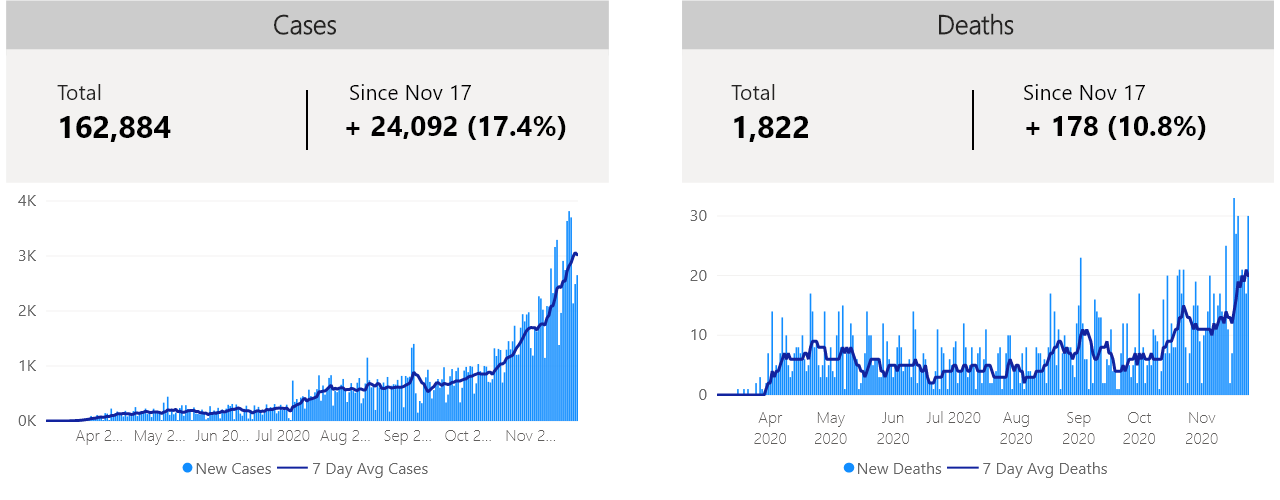 Cases
Total
Since Nov 17
162,884
+ 24,092 (17.4%)
4K
3K
2K
1K
0K
Apr 2... May 2... Jun 20... Jul 2020 Aug 2... Sep 2... Oct 2... Nov 2...
New Cases 7 Day Avg Cases
Deaths
Total
Since Nov 17
1,822
+ 178 (10.8%)
30
20
10
0
Apr May Jun Jul 2020 Aug Sep Oct Nov
2020 2020 2020 2020 2020 2020 2020
New Deaths 7 Day Avg Deaths